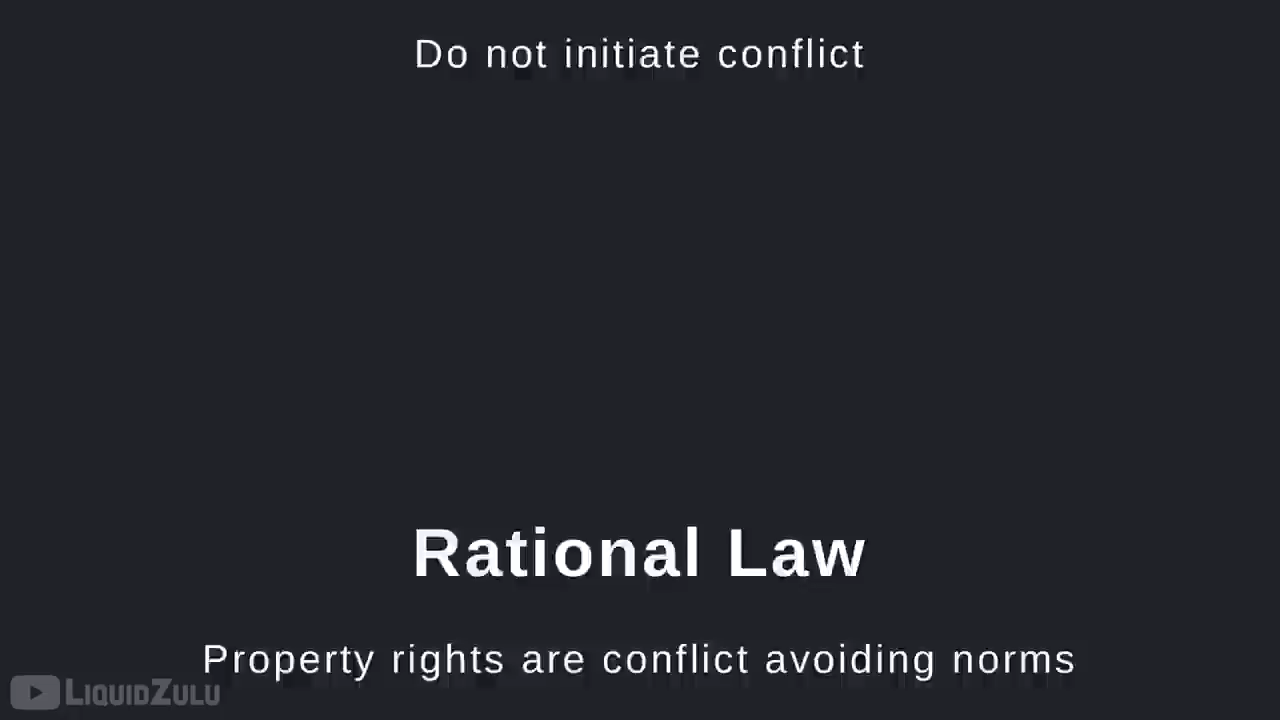 Do not initiate conflict
Rational Law
Property rights are conflict avoiding norms
LIQUIDZULU